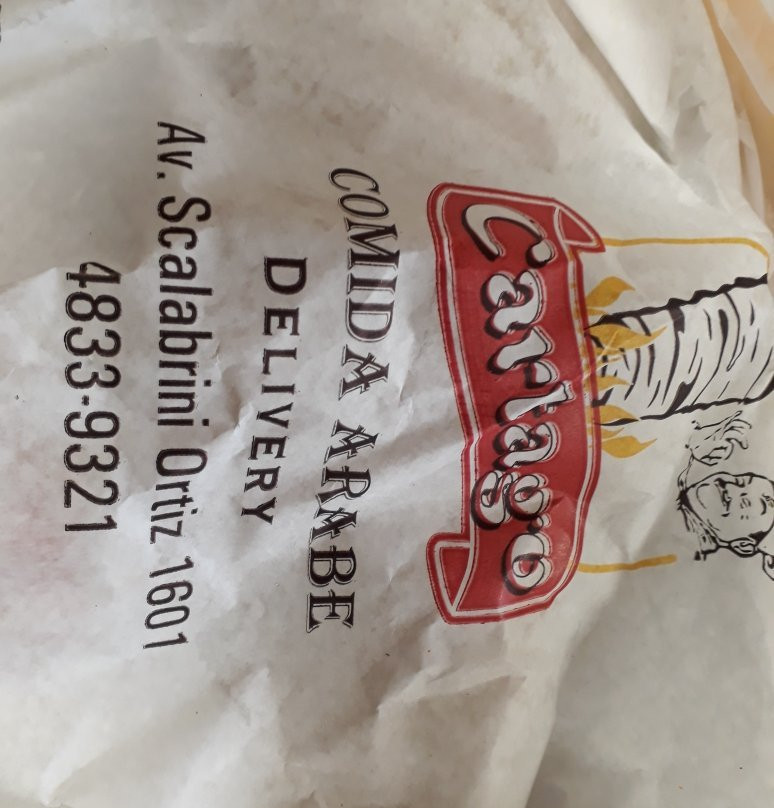 Cartago
COMIDA ARABE
DELIVERY
Av. Scalabrini Ortiz 1601
4833-9321